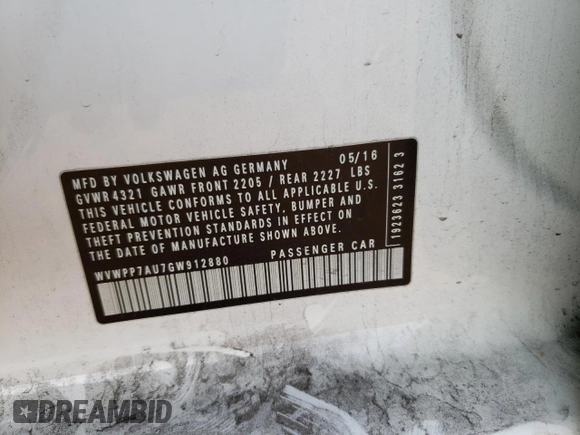 MFD BY VOLKSWAGEN AG GERMANY 05/16
GVWR 4321 GAWR FRONT 2205 / REAR 2227 LBS
THIS VEHICLE CONFORMS TO ALL APPLICABLE U.S.
FEDERAL MOTOR VEHICLE SAFETY, BUMPER AND
THEFT PREVENTION STANDARDS IN EFFECT ON
THE DATE OF MANUFACTURE SHOWN ABOVE.
WVWPP7AU7GW912880 PASSENGER CAR
1923623 3162 3
DREAMBID